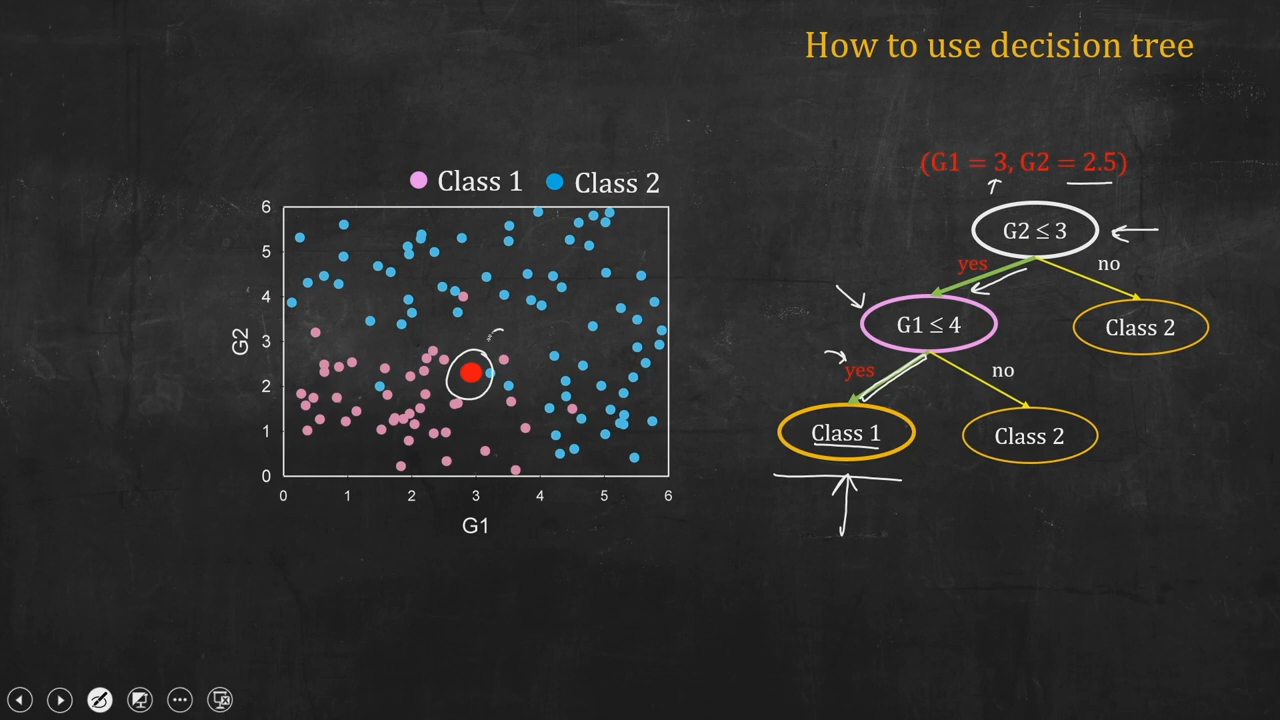 How to use decision tree
(G1 = 3, G2 = 2.5)
Class 1 Class 2
G2 ≤ 3
yes no
G1 ≤ 4
Class 2
yes no
Class 1
Class 2
6
5
4
3
2
1
0
G2
0 1 2 3 4 5 6
G1